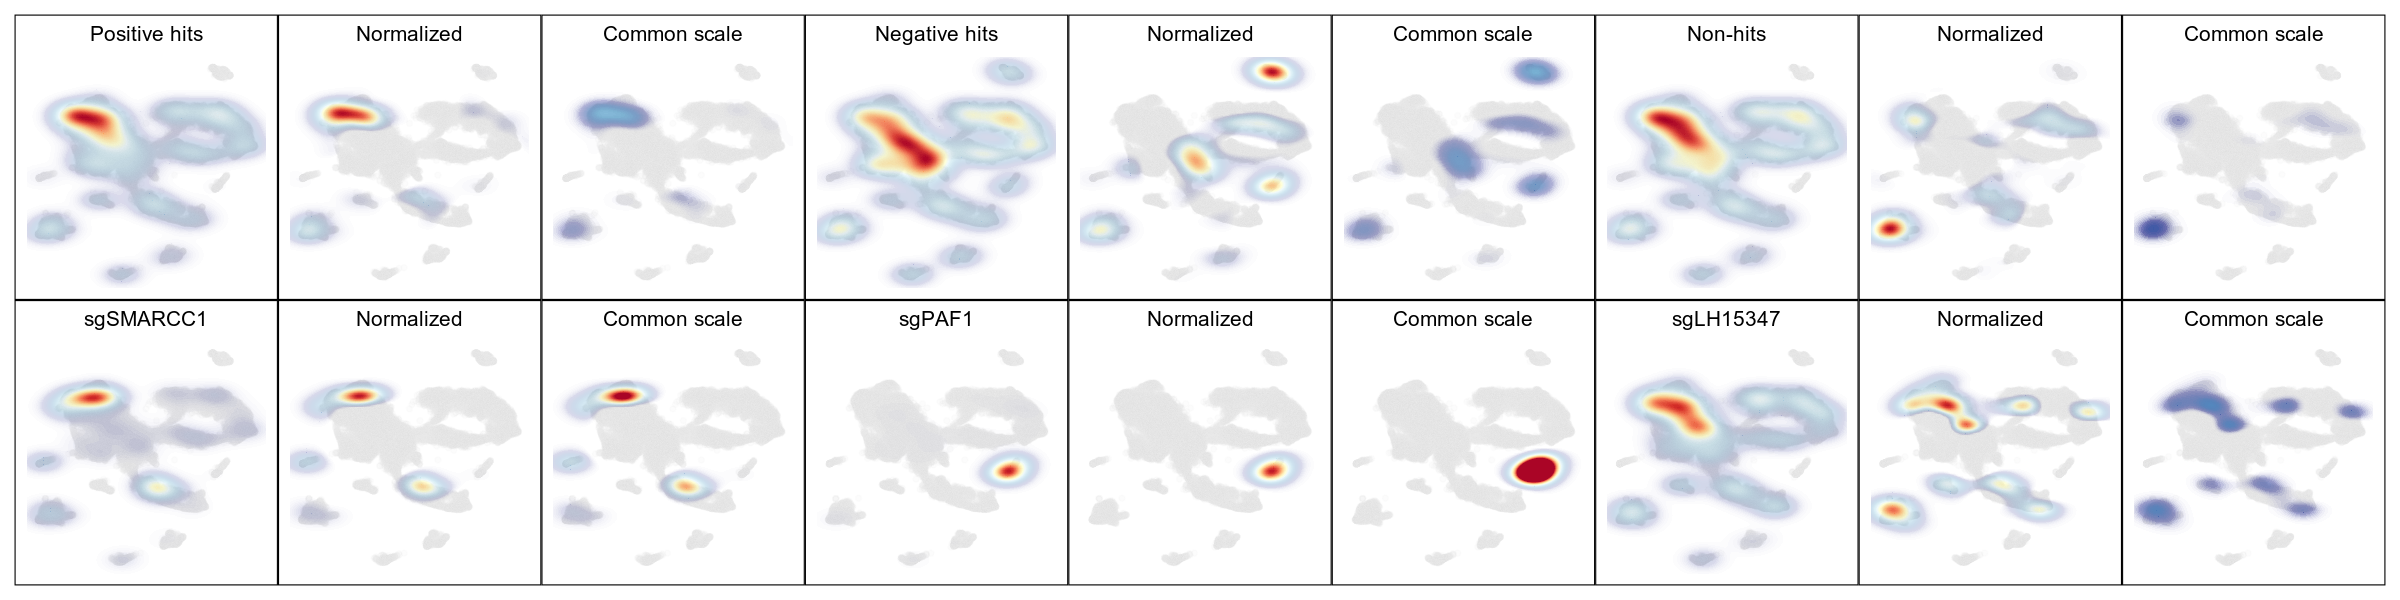 Positive hits
Normalized
Common scale
Negative hits
Normalized
Common scale
Non-hits
Normalized
Common scale
sgSMARCC1
Normalized
Common scale
sgPAF1
Normalized
Common scale
sgLH15347
Normalized
Common scale